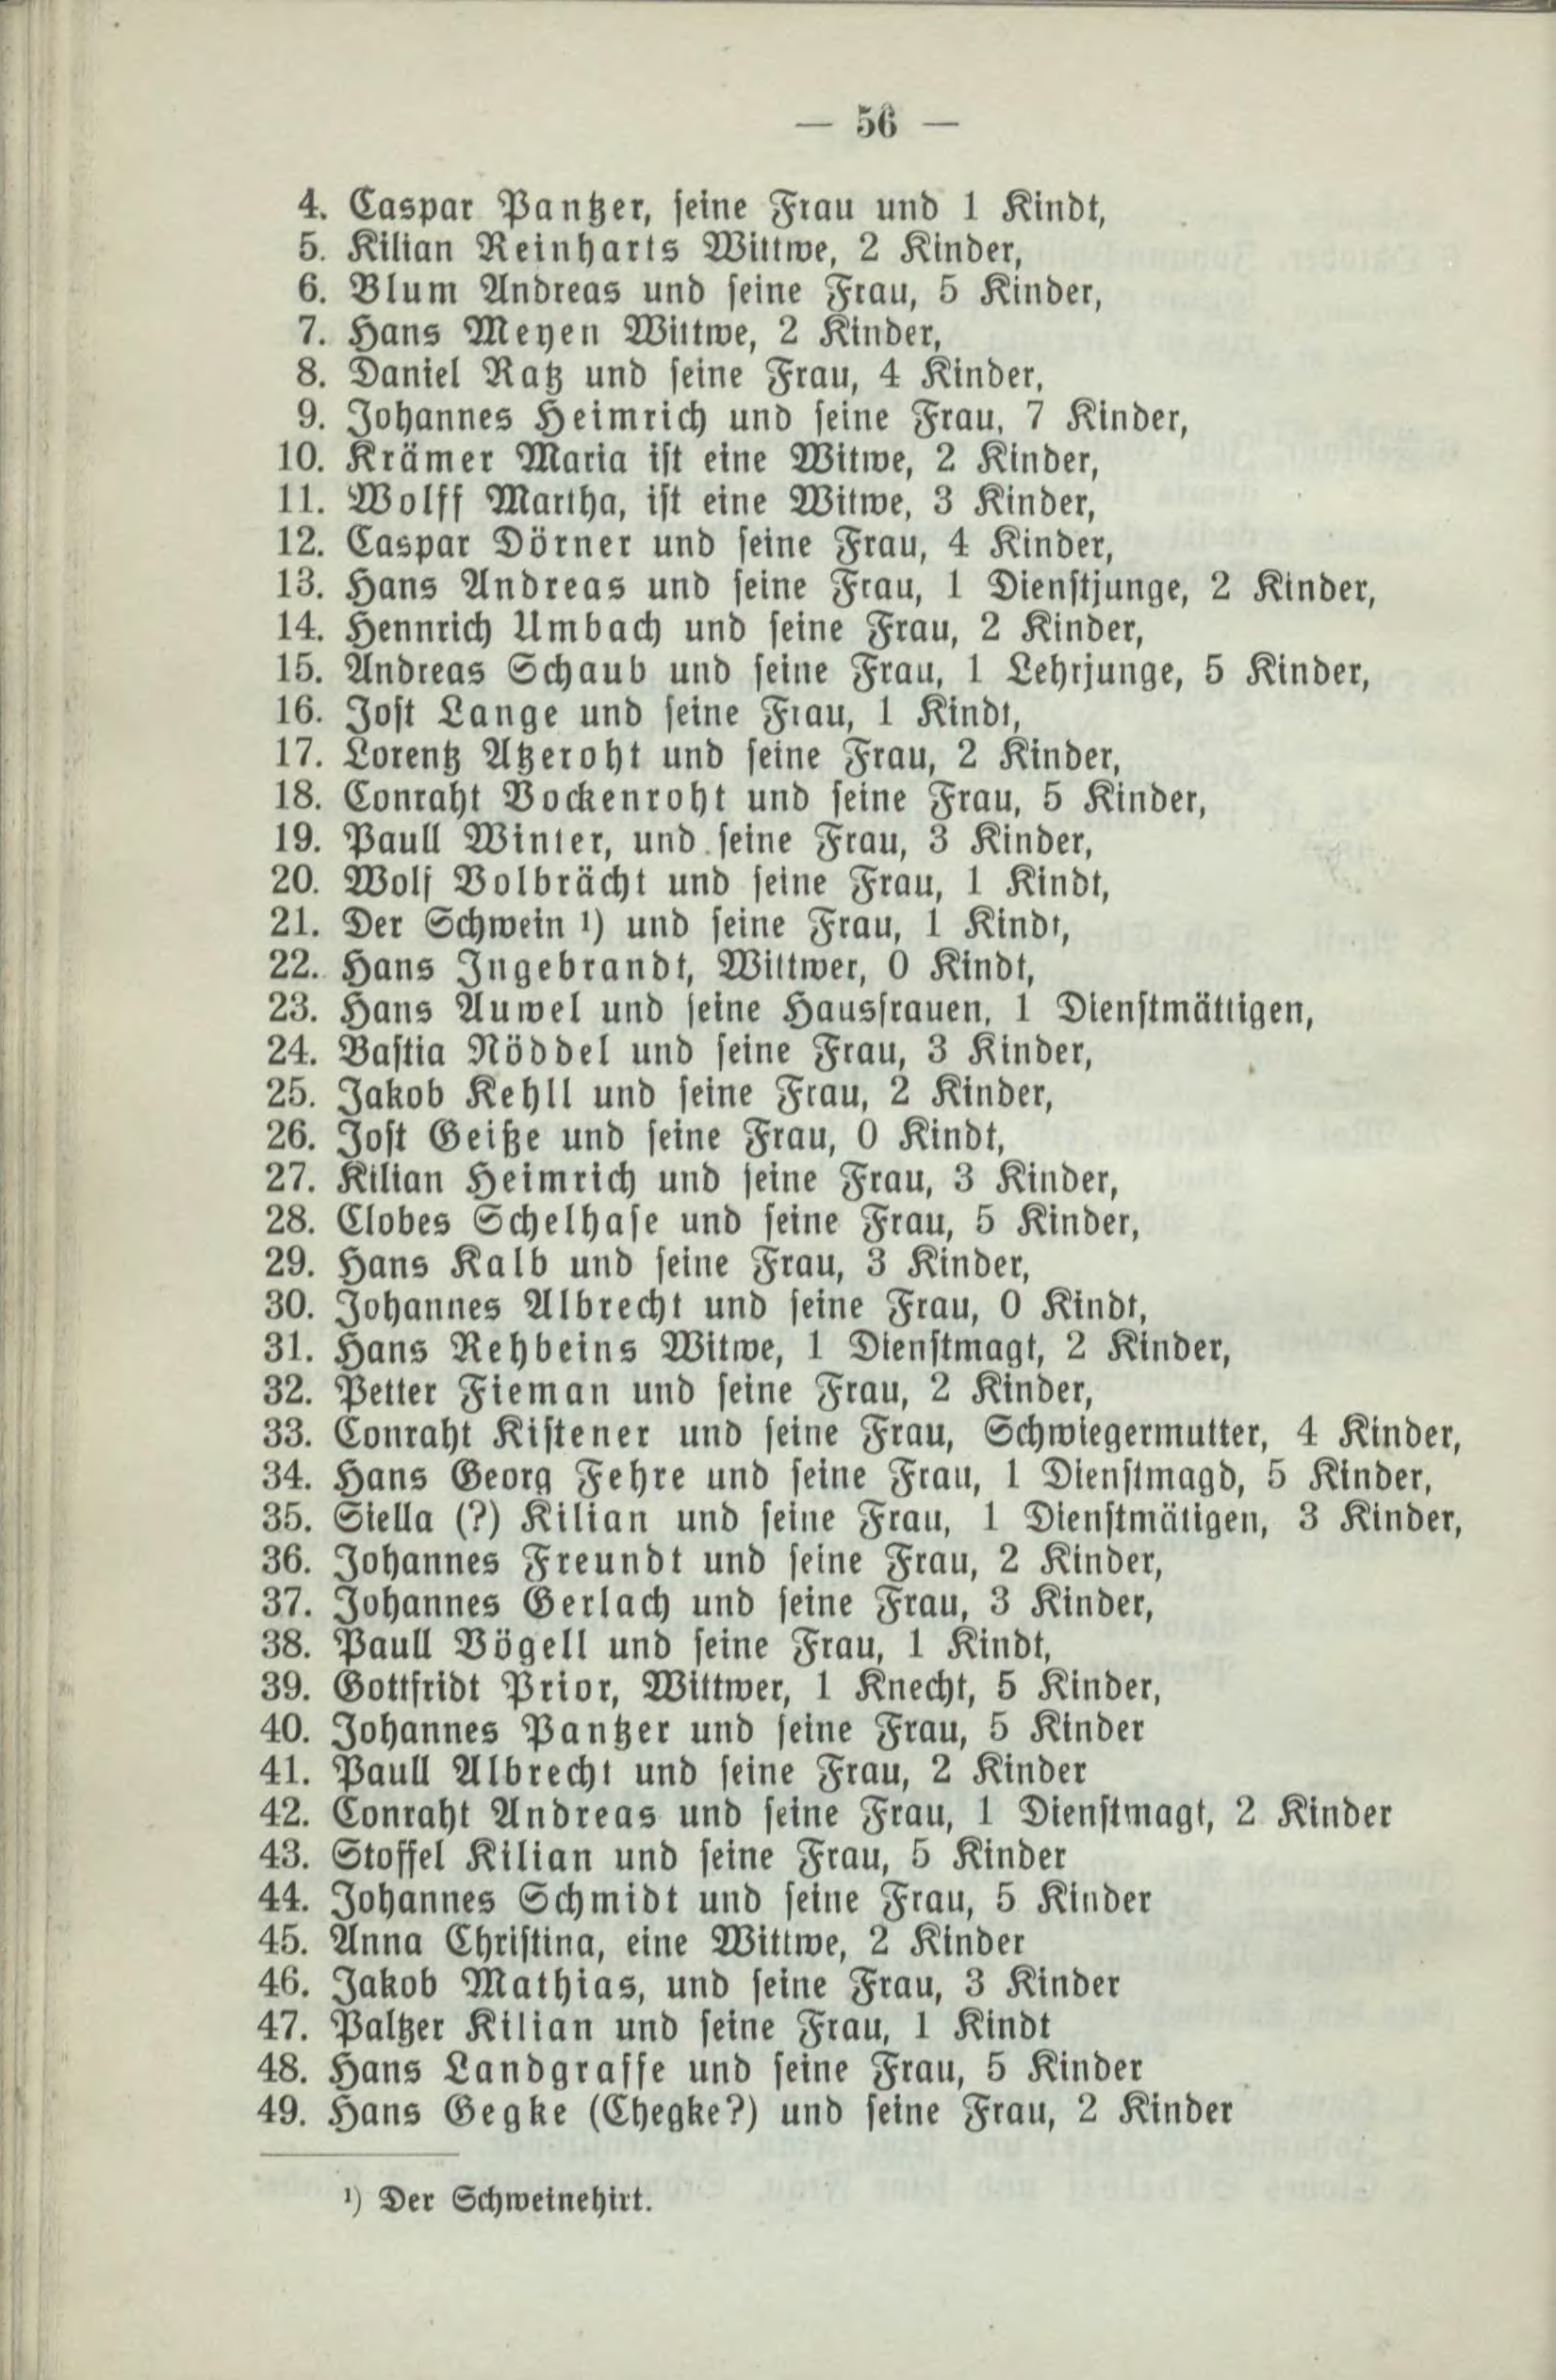 — 56 —
4. Caspar Pantzer, seine Frau und 1 Kindt,
5. Kilian Reinharts Wittwe, 2 Kinder,
6. Blum Andreas und seine Frau, 5 Kinder,
7. Hans Meyen Wittwe, 2 Kinder,
8. Daniel Ratz und seine Frau, 4 Kinder,
9. Johannes Heimrich und seine Frau, 7 Kinder,
10. Krämer Maria ist eine Witwe, 2 Kinder,
11. Wolff Martha, ist eine Witwe, 3 Kinder,
12. Caspar Dörner und seine Frau, 4 Kinder,
13. Hans Andreas und seine Frau, 1 Dienstjunge, 2 Kinder,
14. Hennrich Umbach und seine Frau, 2 Kinder,
15. Andreas Schaub und seine Frau, 1 Lehrjunge, 5 Kinder,
16. Jost Lange und seine Frau, 1 Kindt,
17. Lorentz Atzeroht und seine Frau, 2 Kinder,
18. Conraht Bockenroht und seine Frau, 5 Kinder,
19. Paull Winter, und seine Frau, 3 Kinder,
20. Wolf Volbrächt und seine Frau, 1 Kindt,
21. Der Schwein ¹) und seine Frau, 1 Kindt,
22. Hans Ingebrandt, Wittwer, 0 Kindt,
23. Hans Auwel und seine Hausfrauen, 1 Dienstmättigen,
24. Bastia Nöddel und seine Frau, 3 Kinder,
25. Jakob Kehll und seine Frau, 2 Kinder,
26. Jost Geiße und seine Frau, 0 Kindt,
27. Kilian Heimrich und seine Frau, 3 Kinder,
28. Clobes Schelhase und seine Frau, 5 Kinder,
29. Hans Kalb und seine Frau, 3 Kinder,
30. Johannes Albrecht und seine Frau, 0 Kindt,
31. Hans Rehbeins Witwe, 1 Dienstmagt, 2 Kinder,
32. Petter Fieman und seine Frau, 2 Kinder,
33. Conraht Kistener und seine Frau, Schwiegermutter, 4 Kinder,
34. Hans Georg Fehre und seine Frau, 1 Dienstmagd, 5 Kinder,
35. Stella (?) Kilian und seine Frau, 1 Dienstmätigen, 3 Kinder,
36. Johannes Freundt und seine Frau, 2 Kinder,
37. Johannes Gerlach und seine Frau, 3 Kinder,
38. Paull Vögell und seine Frau, 1 Kindt,
39. Gottfridt Prior, Wittwer, 1 Knecht, 5 Kinder,
40. Johannes Pantzer und seine Frau, 5 Kinder
41. Paull Albrecht und seine Frau, 2 Kinder
42. Conraht Andreas und seine Frau, 1 Dienstmagt, 2 Kinder
43. Stoffel Kilian und seine Frau, 5 Kinder
44. Johannes Schmidt und seine Frau, 5 Kinder
45. Anna Christina, eine Wittwe, 2 Kinder
46. Jakob Mathias, und seine Frau, 3 Kinder
47. Paltzer Kilian und seine Frau, 1 Kindt
48. Hans Landgraffe und seine Frau, 5 Kinder
49. Hans Gegke (Chegke?) und seine Frau, 2 Kinder
¹) Der Schweinehirt.